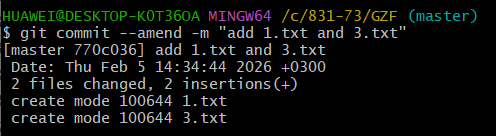 HUAWEI@DESKTOP-K0T36OA MINGW64 /c/831-73/GZF (master)
$ git commit --amend -m "add 1.txt and 3.txt"
[master 770c036] add 1.txt and 3.txt
 Date: Thu Feb 5 14:34:44 2026 +0300
 2 files changed, 2 insertions(+)
 create mode 100644 1.txt
 create mode 100644 3.txt